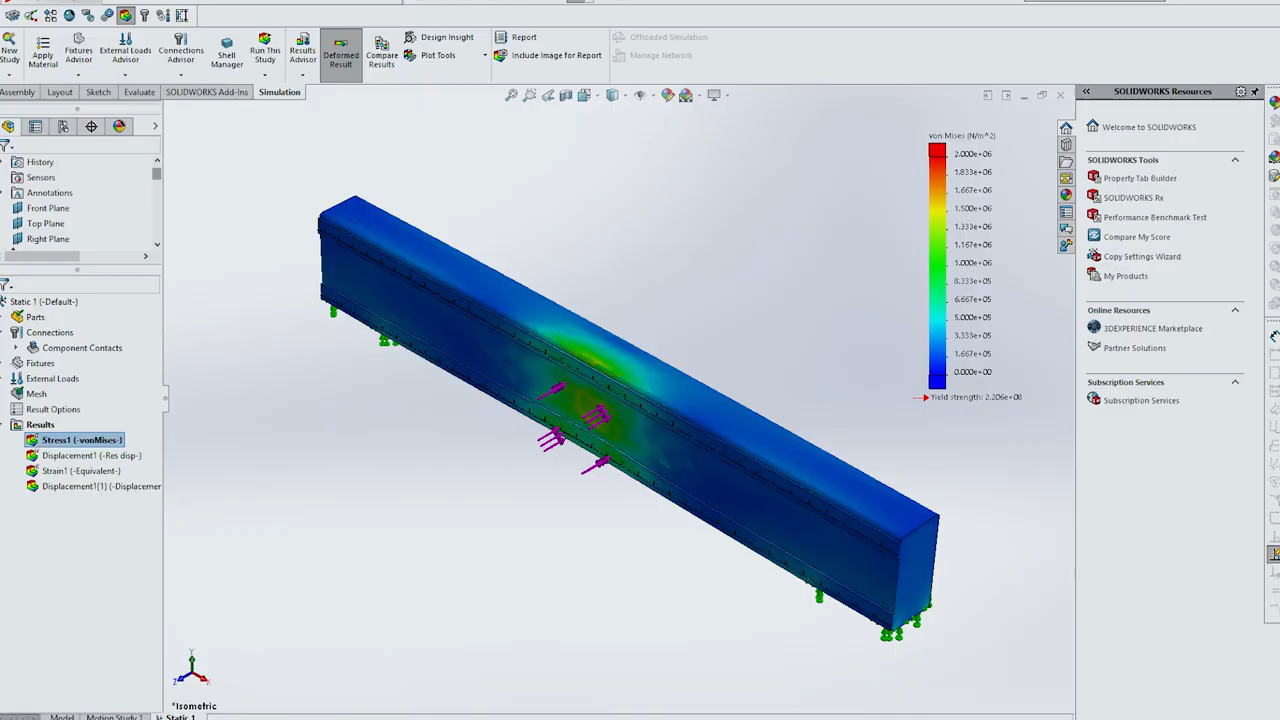 Design Insight
Report
Offloaded Simulation
New Study
Apply Material
Fixtures Advisor
External Loads Advisor
Connections Advisor
Shell Manager
Run This Study
Results Advisor
Deformed Result
Compare Results
Plot Tools
Include Image for Report
Manage Network
Assembly
Layout
Sketch
Evaluate
SOLIDWORKS Add-Ins
Simulation
History
Sensors
Annotations
Front Plane
Top Plane
Right Plane
Static 1 (-Default-)
Parts
Connections
Component Contacts
Fixtures
External Loads
Mesh
Result Options
Results
Stress1 (-vonMises-)
Displacement1 (-Res disp-)
Strain1 (-Equivalent-)
Displacement1(1) (-Displacemer
von Mises (N/m^2)
2.000e+06
1.833e+06
1.667e+06
1.500e+06
1.333e+06
1.167e+06
1.000e+06
8.333e+05
6.667e+05
5.000e+05
3.333e+05
1.667e+05
0.000e+00
Yield strength: 2.206e+08
Y
Z
X
*Isometric
Model
Motion Study 1
Static 1
SOLIDWORKS Resources
Welcome to SOLIDWORKS
SOLIDWORKS Tools
Property Tab Builder
SOLIDWORKS Rx
Performance Benchmark Test
Compare My Score
Copy Settings Wizard
My Products
Online Resources
3DEXPERIENCE Marketplace
Partner Solutions
Subscription Services
Subscription Services